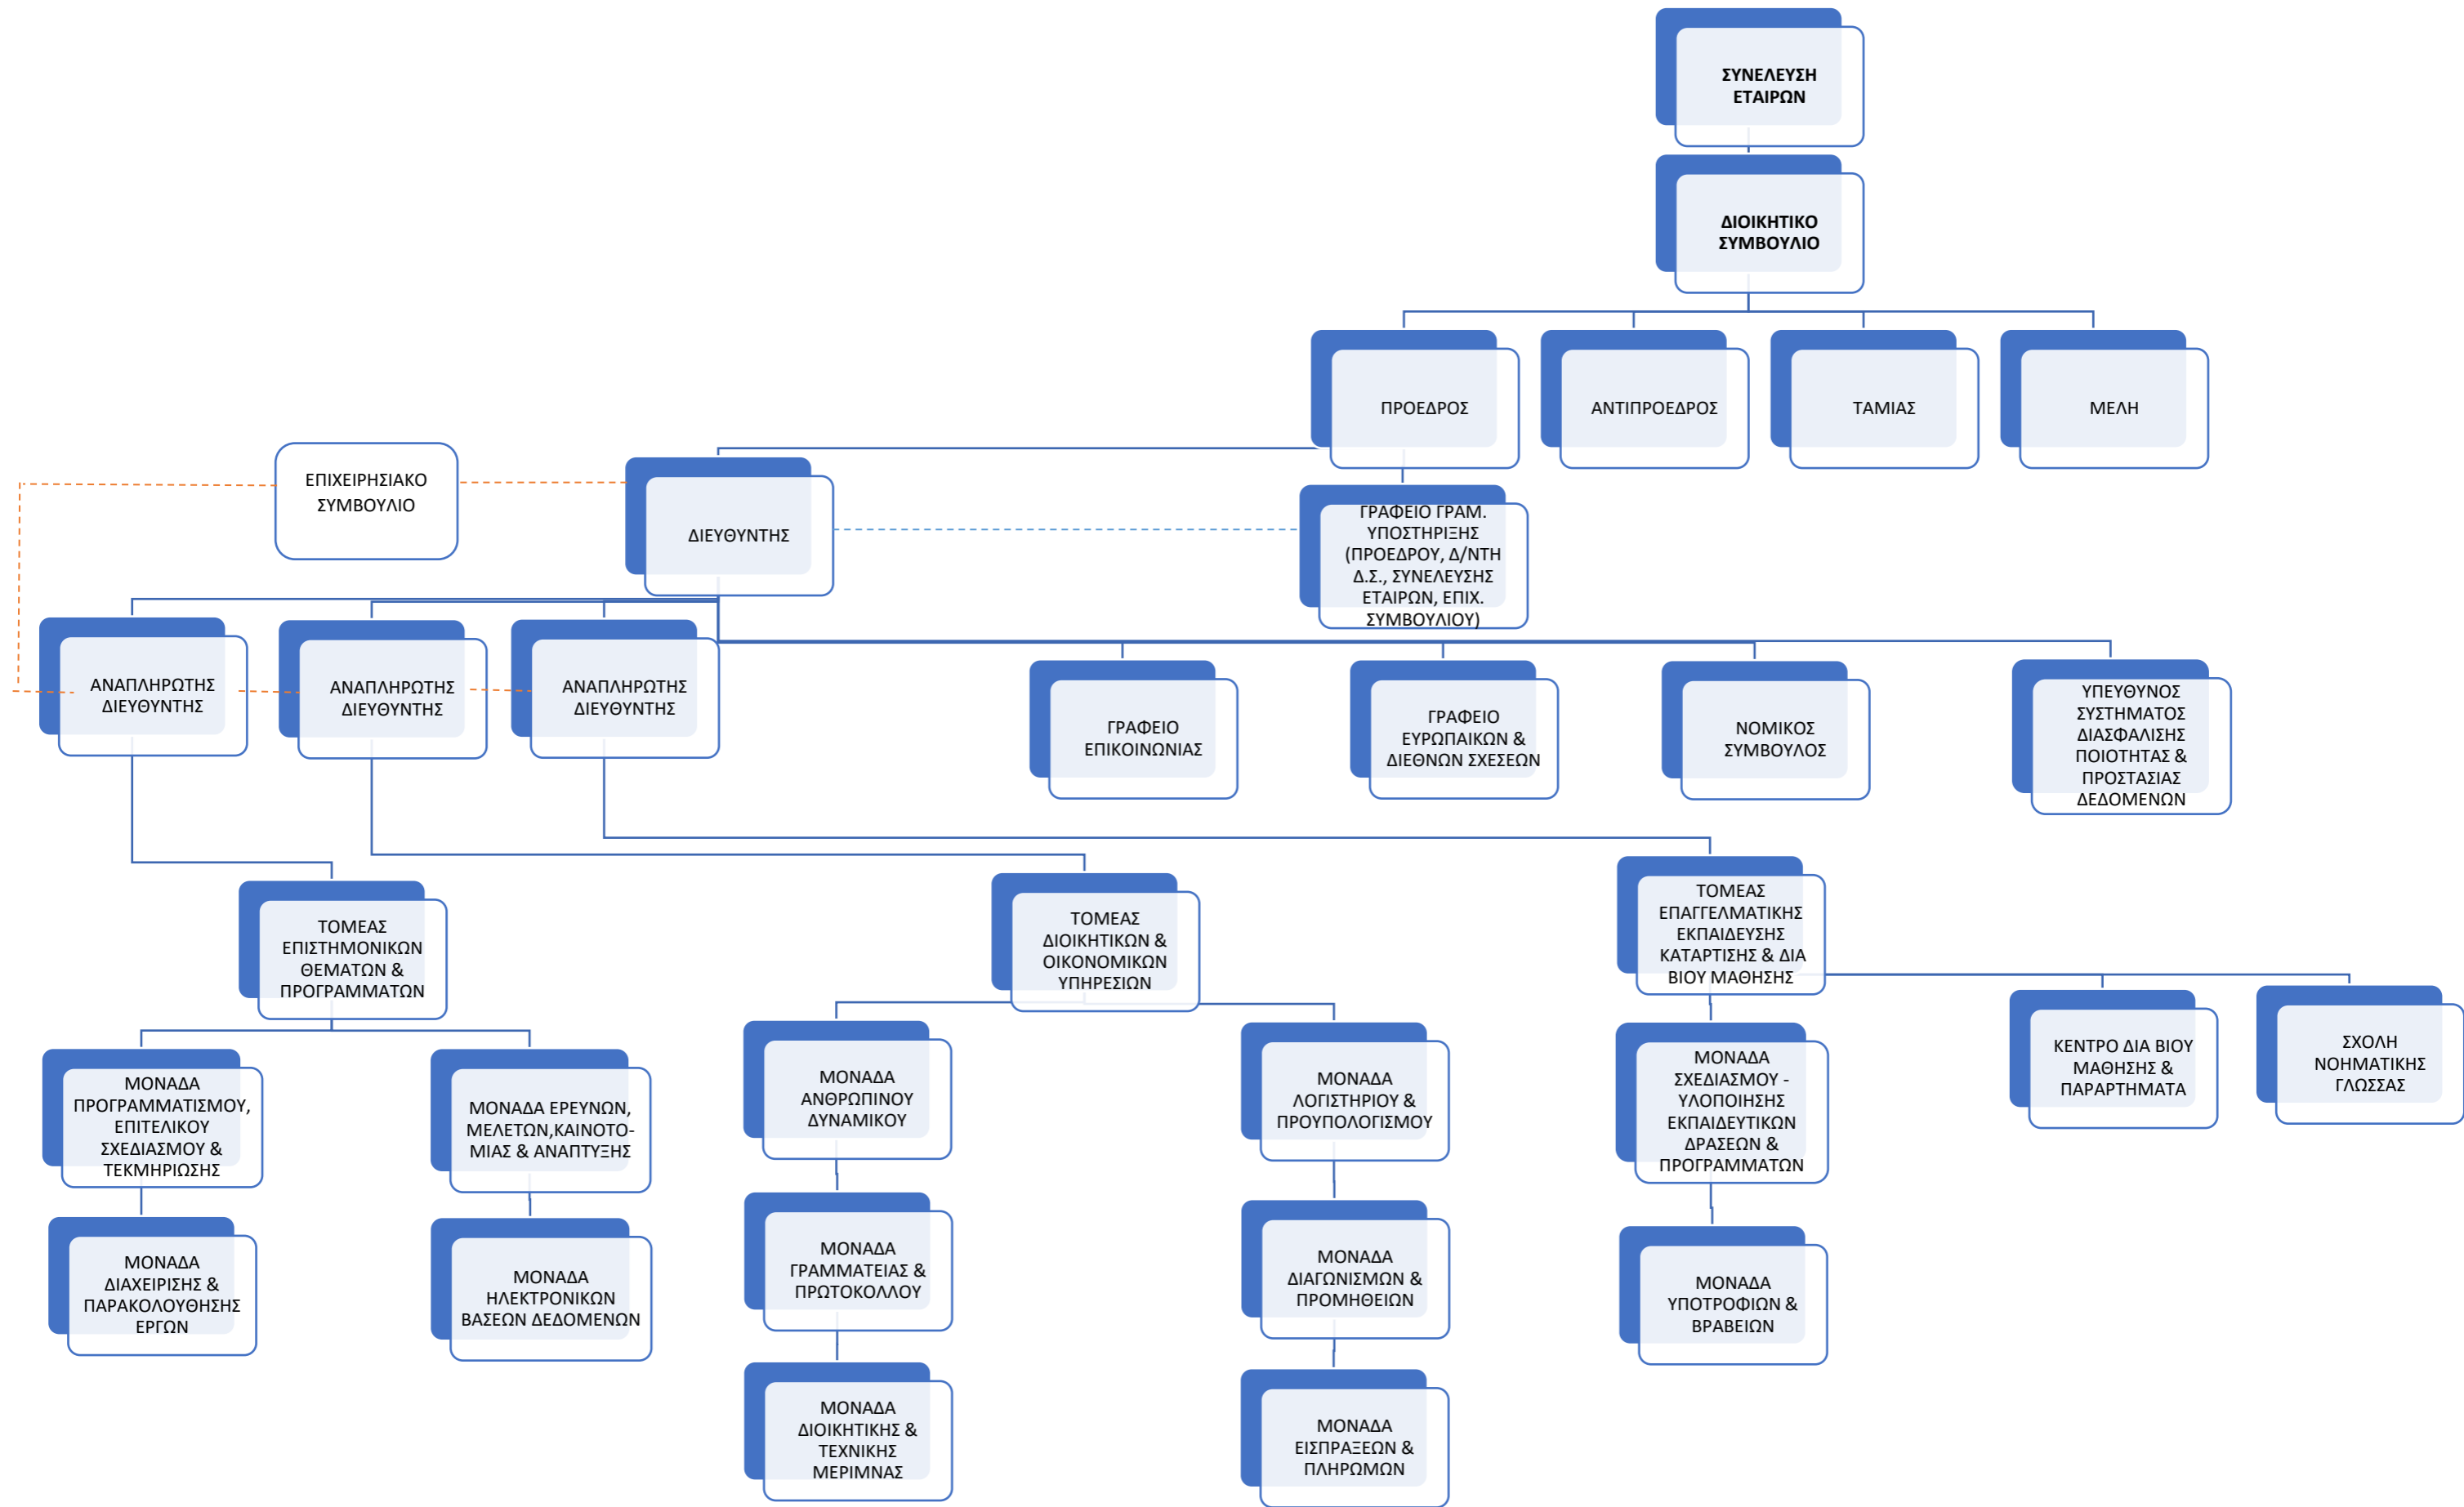 ΣΥΝΕΛΕΥΣΗ
ΕΤΑΙΡΩΝ
ΔΙΟΙΚΗΤΙΚΟ
ΣΥΜΒΟΥΛΙΟ
ΠΡΟΕΔΡΟΣ
ΑΝΤΙΠΡΟΕΔΡΟΣ
ΤΑΜΙΑΣ
ΜΕΛΗ
ΕΠΙΧΕΙΡΗΣΙΑΚΟ
ΣΥΜΒΟΥΛΙΟ
ΔΙΕΥΘΥΝΤΗΣ
ΓΡΑΦΕΙΟ ΓΡΑΜ.
ΥΠΟΣΤΗΡΙΞΗΣ
(ΠΡΟΕΔΡΟΥ, Δ/ΝΤΗ
Δ.Σ., ΣΥΝΕΛΕΥΣΗΣ
ΕΤΑΙΡΩΝ, ΕΠΙΧ.
ΣΥΜΒΟΥΛΙΟΥ)
ΑΝΑΠΛΗΡΩΤΗΣ
ΔΙΕΥΘΥΝΤΗΣ
ΑΝΑΠΛΗΡΩΤΗΣ
ΔΙΕΥΘΥΝΤΗΣ
ΑΝΑΠΛΗΡΩΤΗΣ
ΔΙΕΥΘΥΝΤΗΣ
ΓΡΑΦΕΙΟ
ΕΠΙΚΟΙΝΩΝΙΑΣ
ΓΡΑΦΕΙΟ
ΕΥΡΩΠΑΙΚΩΝ &
ΔΙΕΘΝΩΝ ΣΧΕΣΕΩΝ
ΝΟΜΙΚΟΣ
ΣΥΜΒΟΥΛΟΣ
ΥΠΕΥΘΥΝΟΣ
ΣΥΣΤΗΜΑΤΟΣ
ΔΙΑΣΦΑΛΙΣΗΣ
ΠΟΙΟΤΗΤΑΣ &
ΠΡΟΣΤΑΣΙΑΣ
ΔΕΔΟΜΕΝΩΝ
ΤΟΜΕΑΣ
ΕΠΙΣΤΗΜΟΝΙΚΩΝ
ΘΕΜΑΤΩΝ &
ΠΡΟΓΡΑΜΜΑΤΩΝ
ΤΟΜΕΑΣ
ΔΙΟΙΚΗΤΙΚΩΝ &
ΟΙΚΟΝΟΜΙΚΩΝ
ΥΠΗΡΕΣΙΩΝ
ΤΟΜΕΑΣ
ΕΠΑΓΓΕΛΜΑΤΙΚΗΣ
ΕΚΠΑΙΔΕΥΣΗΣ
ΚΑΤΑΡΤΙΣΗΣ & ΔΙΑ
ΒΙΟΥ ΜΑΘΗΣΗΣ
ΜΟΝΑΔΑ
ΠΡΟΓΡΑΜΜΑΤΙΣΜΟΥ,
ΕΠΙΤΕΛΙΚΟΥ
ΣΧΕΔΙΑΣΜΟΥ &
ΤΕΚΜΗΡΙΩΣΗΣ
ΜΟΝΑΔΑ ΕΡΕΥΝΩΝ,
ΜΕΛΕΤΩΝ,ΚΑΙΝΟΤΟ-
ΜΙΑΣ & ΑΝΑΠΤΥΞΗΣ
ΜΟΝΑΔΑ
ΑΝΘΡΩΠΙΝΟΥ
ΔΥΝΑΜΙΚΟΥ
ΜΟΝΑΔΑ
ΛΟΓΙΣΤΗΡΙΟΥ &
ΠΡΟΥΠΟΛΟΓΙΣΜΟΥ
ΜΟΝΑΔΑ
ΣΧΕΔΙΑΣΜΟΥ -
ΥΛΟΠΟΙΗΣΗΣ
ΕΚΠΑΙΔΕΥΤΙΚΩΝ
ΔΡΑΣΕΩΝ &
ΠΡΟΓΡΑΜΜΑΤΩΝ
ΚΕΝΤΡΟ ΔΙΑ ΒΙΟΥ
ΜΑΘΗΣΗΣ &
ΠΑΡΑΡΤΗΜΑΤΑ
ΣΧΟΛΗ
ΝΟΗΜΑΤΙΚΗΣ
ΓΛΩΣΣΑΣ
ΜΟΝΑΔΑ
ΔΙΑΧΕΙΡΙΣΗΣ &
ΠΑΡΑΚΟΛΟΥΘΗΣΗΣ
ΕΡΓΩΝ
ΜΟΝΑΔΑ
ΗΛΕΚΤΡΟΝΙΚΩΝ
ΒΑΣΕΩΝ ΔΕΔΟΜΕΝΩΝ
ΜΟΝΑΔΑ
ΓΡΑΜΜΑΤΕΙΑΣ &
ΠΡΩΤΟΚΟΛΛΟΥ
ΜΟΝΑΔΑ
ΔΙΑΓΩΝΙΣΜΩΝ &
ΠΡΟΜΗΘΕΙΩΝ
ΜΟΝΑΔΑ
ΥΠΟΤΡΟΦΙΩΝ &
ΒΡΑΒΕΙΩΝ
ΜΟΝΑΔΑ
ΔΙΟΙΚΗΤΙΚΗΣ &
ΤΕΧΝΙΚΗΣ
ΜΕΡΙΜΝΑΣ
ΜΟΝΑΔΑ
ΕΙΣΠΡΑΞΕΩΝ &
ΠΛΗΡΩΜΩΝ